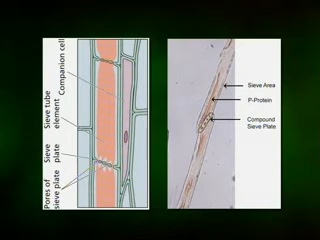 Pores of
sieve plate
Sieve
plate
Sieve tube
element
Companion cell
Sieve Area
P-Protein
Compound
Sieve Plate